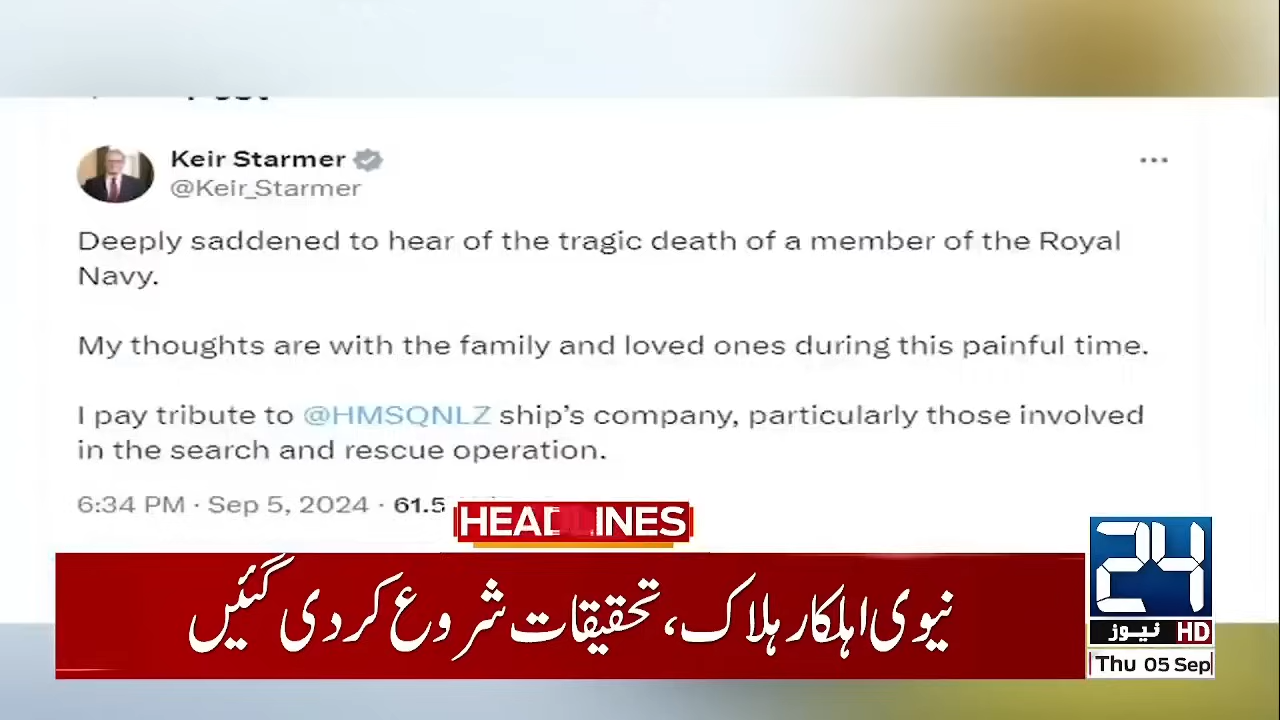 Post
Keir Starmer
@Keir_Starmer
Deeply saddened to hear of the tragic death of a member of the Royal
Navy.
My thoughts are with the family and loved ones during this painful time.
I pay tribute to @HMSQNLZ ship's company, particularly those involved
in the search and rescue operation.
6:34 PM · Sep 5, 2024 · 61.5
HEADLINES
نیوی اہلکار ہلاک، تحقیقات شروع کردی گئیں
24
نیوز HD
Thu 05 Sep